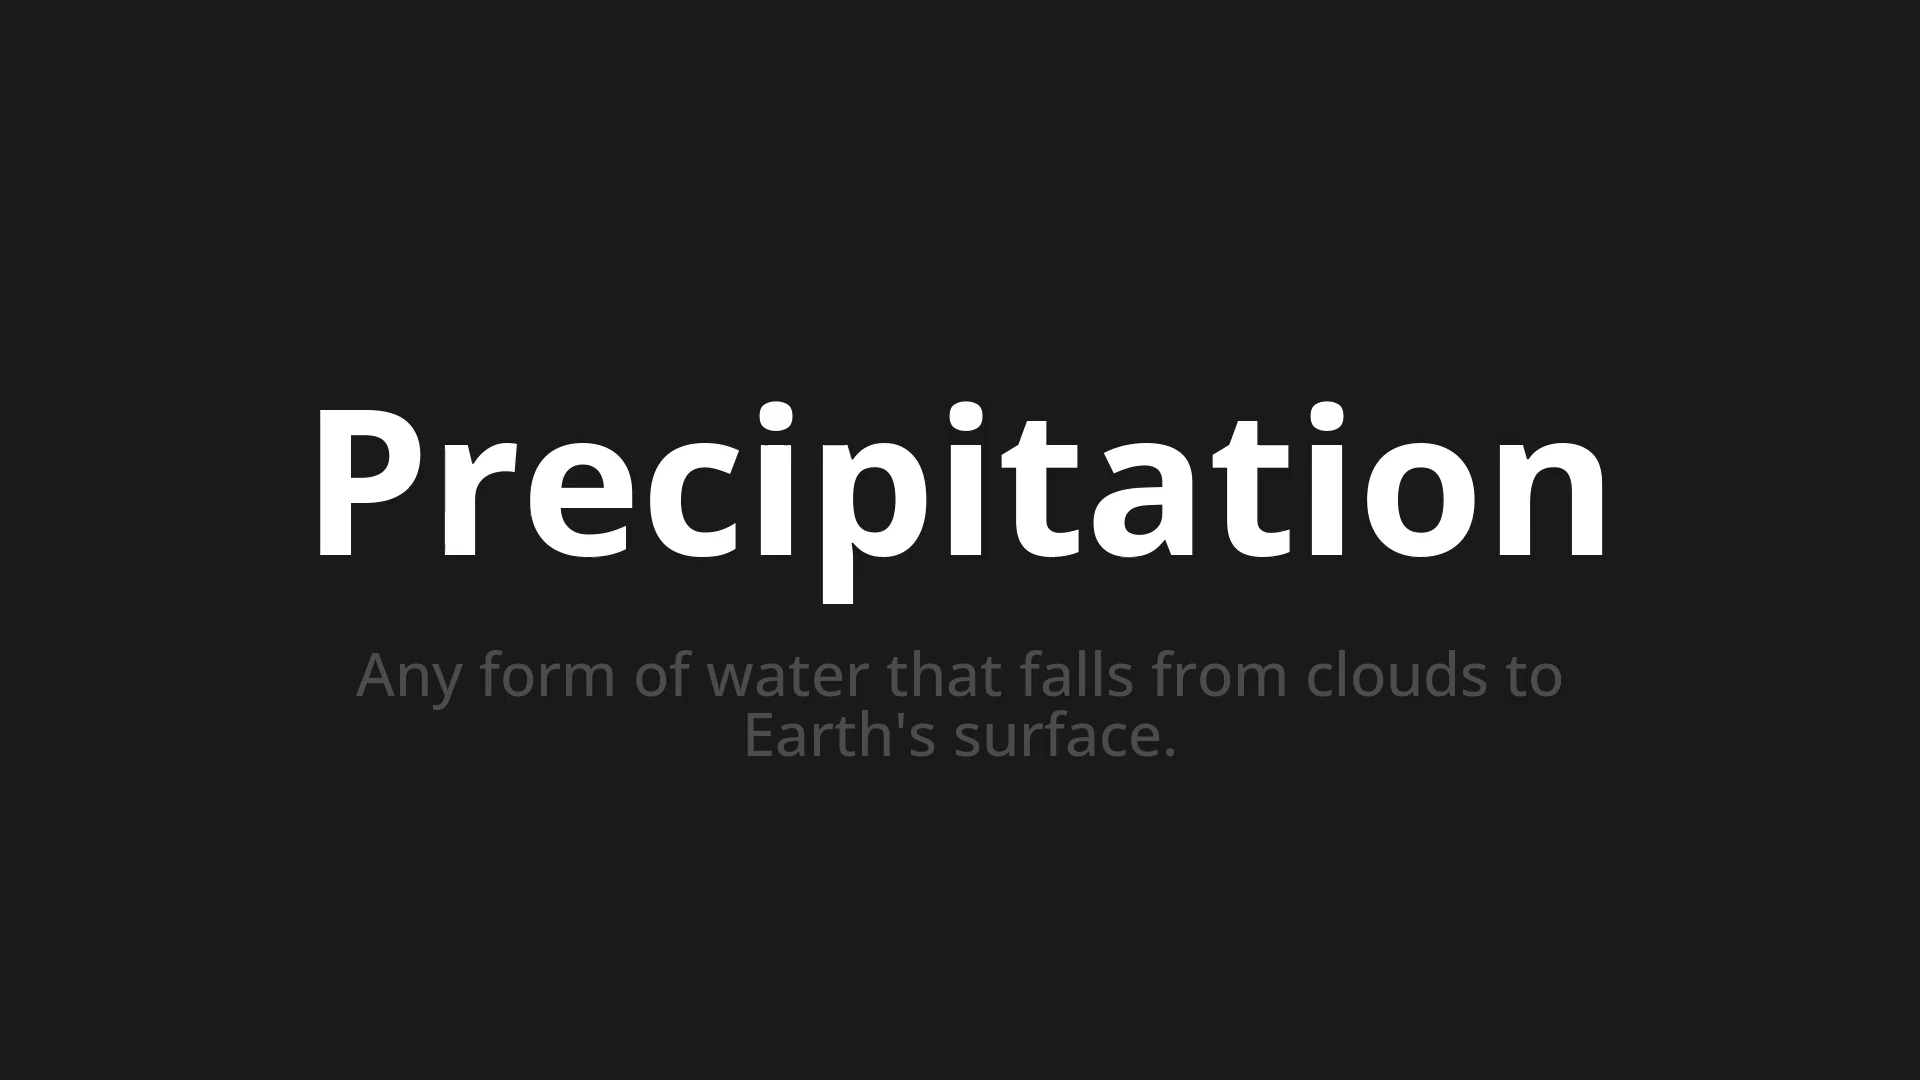 Precipitation
Any form of water that falls from clouds to
Earth's surface.